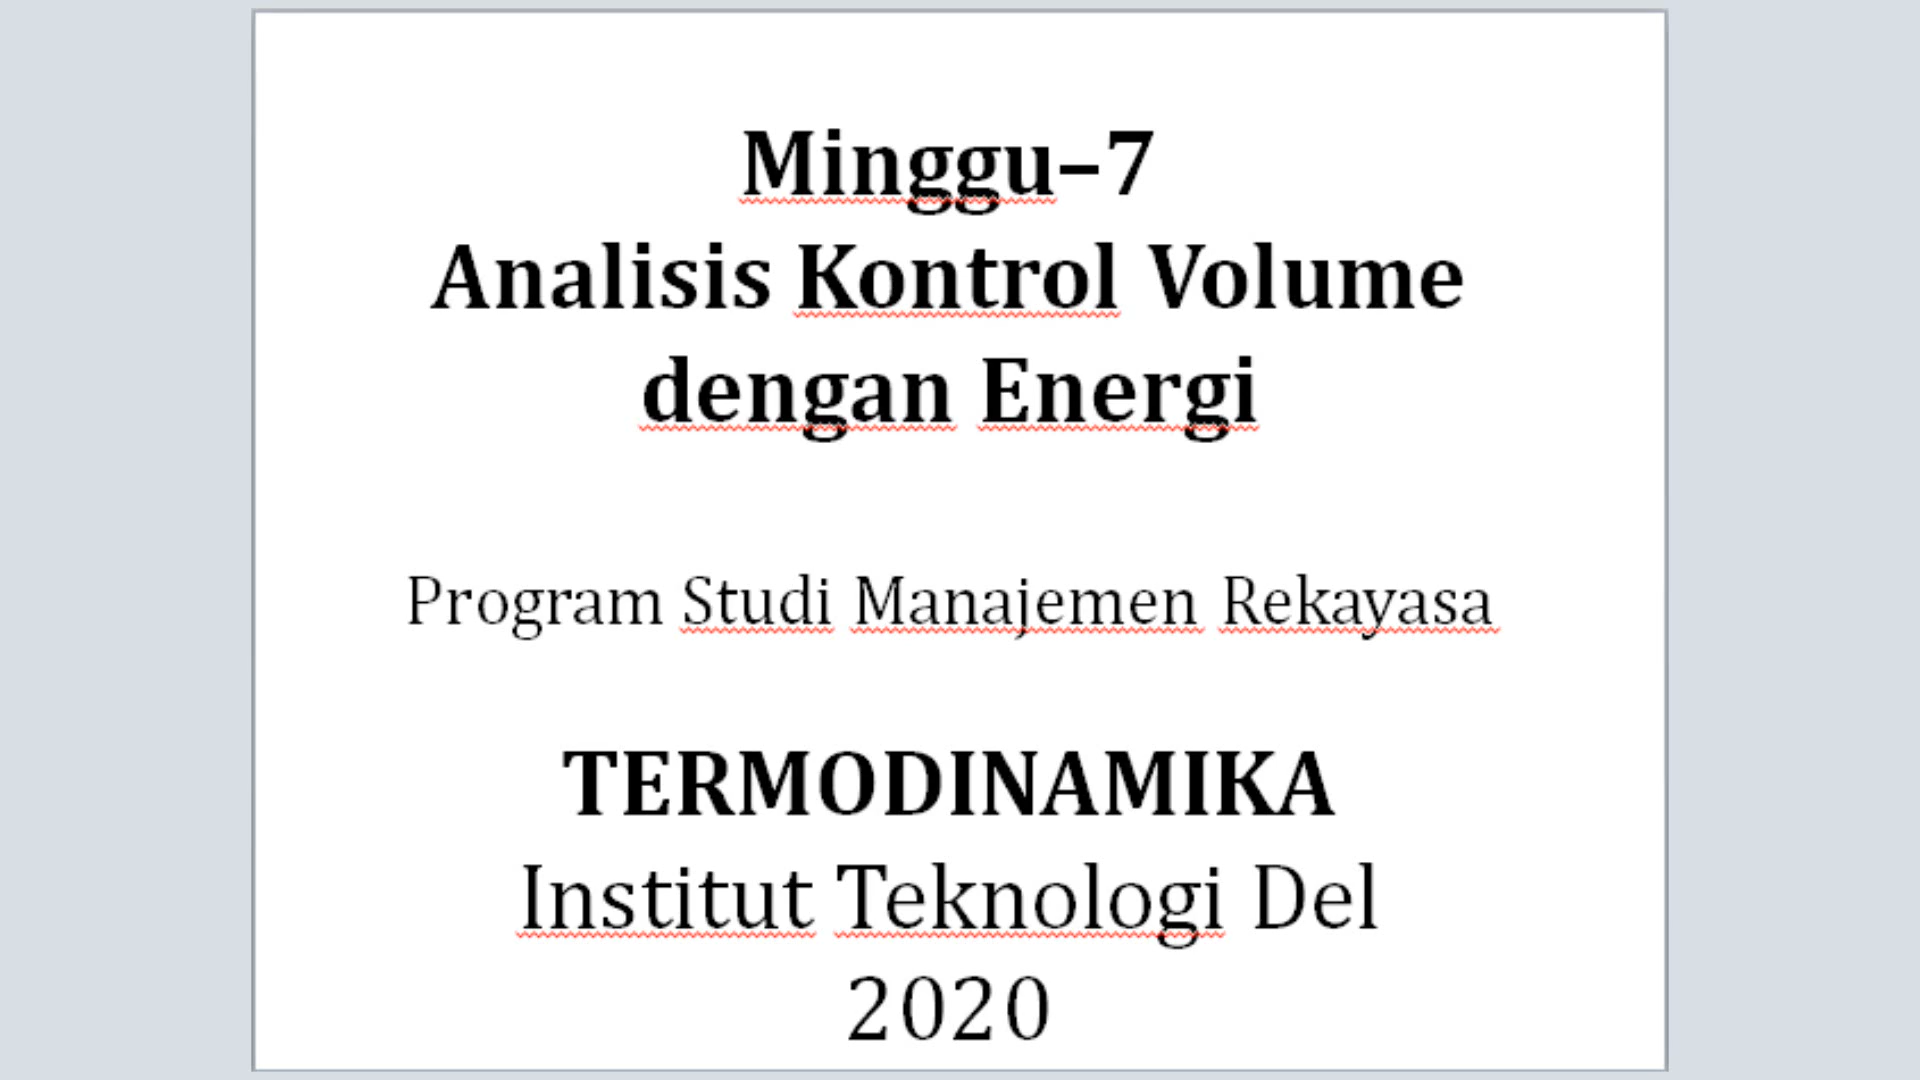 Minggu–7
Analisis Kontrol Volume
dengan Energi
Program Studi Manajemen Rekayasa
TERMODINAMIKA
Institut Teknologi Del
2020